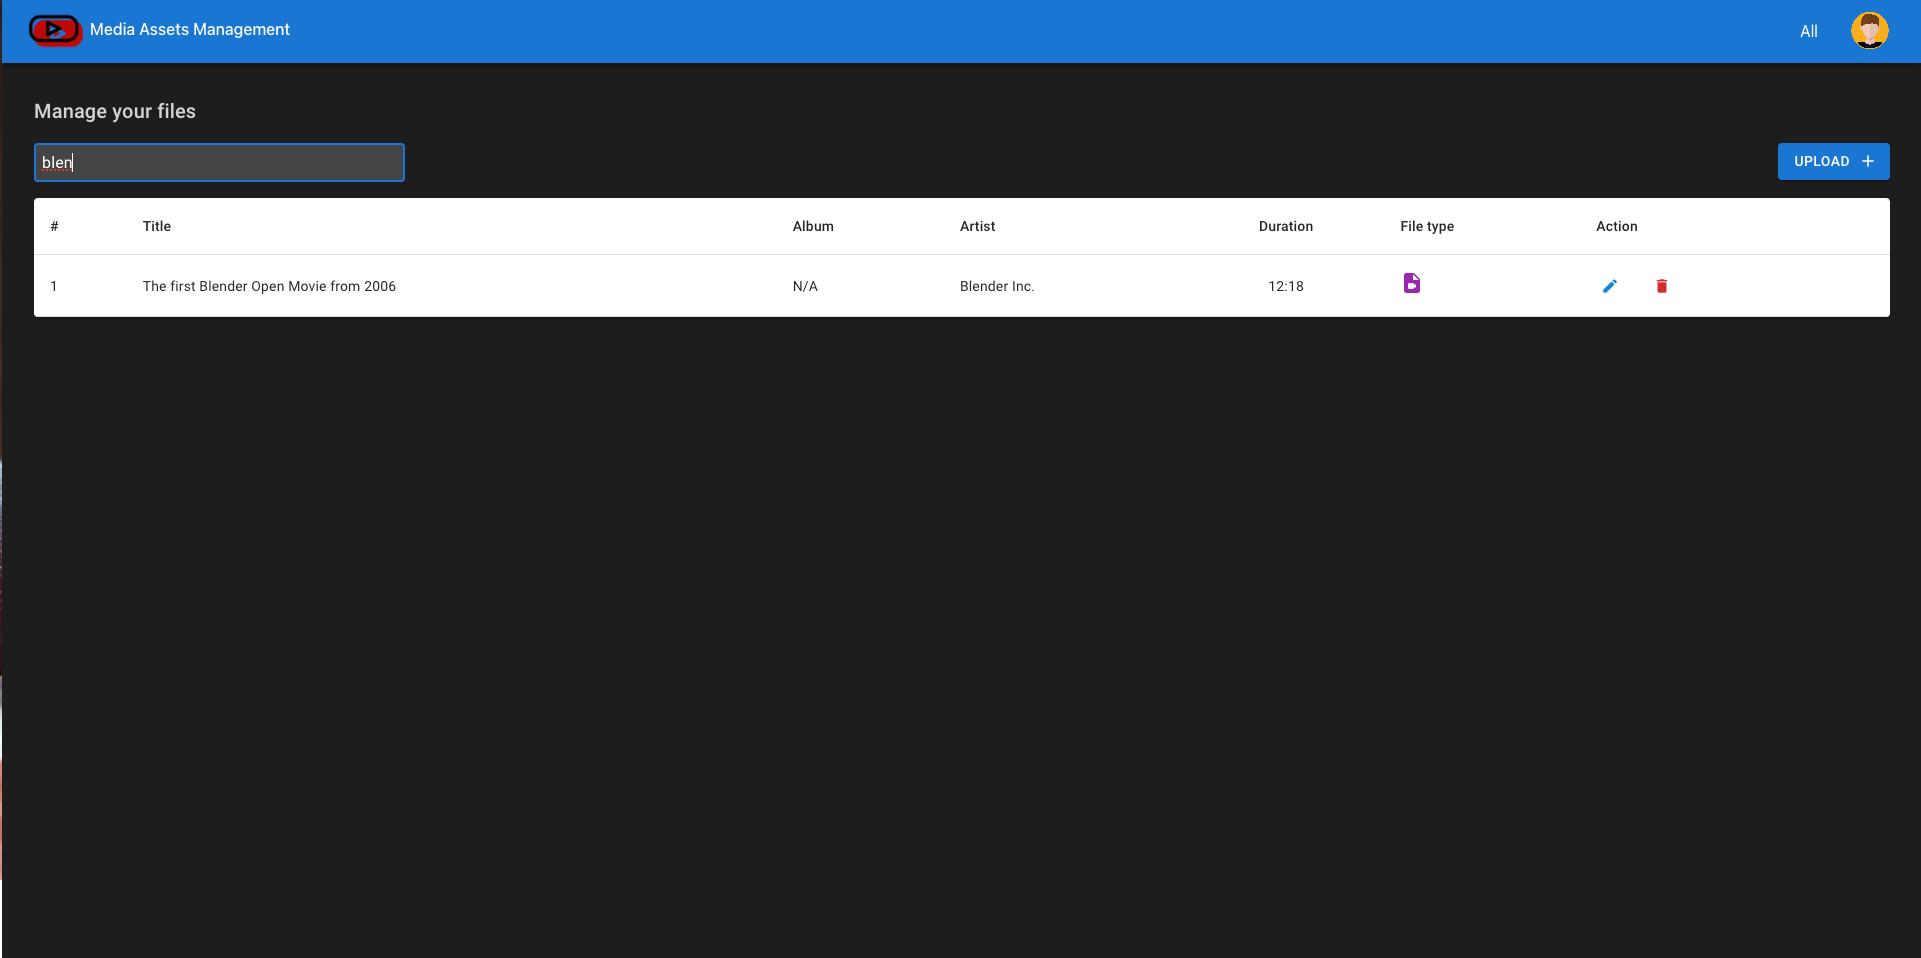 Media Assets Management All
Manage your files
blen
UPLOAD +
# Title Album Artist Duration File type Action
1 The first Blender Open Movie from 2006 N/A Blender Inc. 12:18